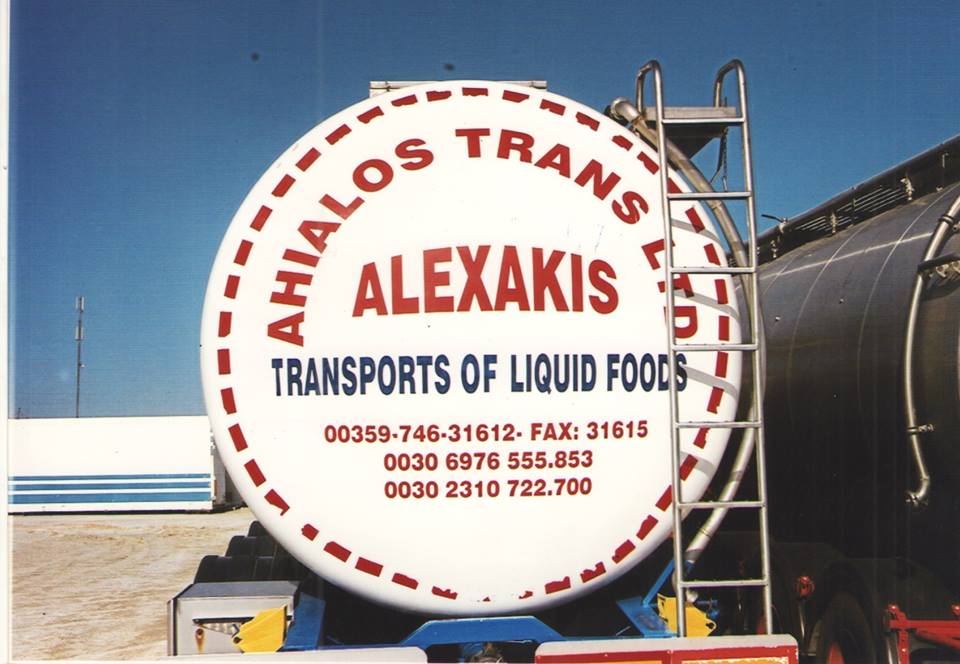 AHIALOS TRANS LTD
ALEXAKIS
TRANSPORTS OF LIQUID FOODS
00359-746-31612- FAX: 31615
0030 6976 555.853
0030 2310 722.700